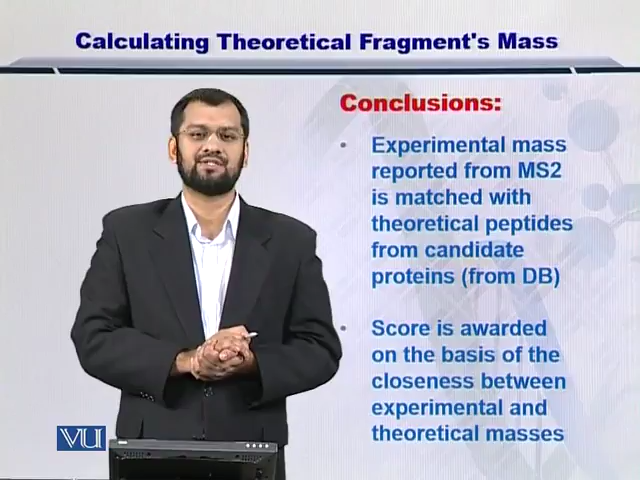 Calculating Theoretical Fragment's Mass
Conclusions:
• Experimental mass
reported from MS2
is matched with
theoretical peptides
from candidate
proteins (from DB)
• Score is awarded
on the basis of the
closeness between
experimental and
theoretical masses
VU